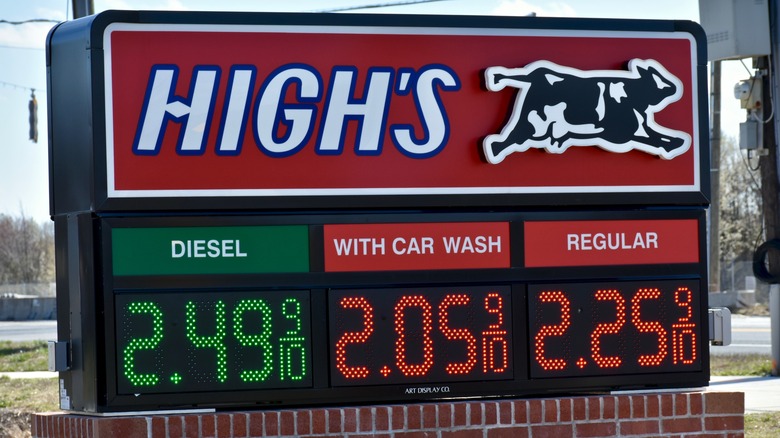 HIGH'S
DIESEL WITH CAR WASH REGULAR
2.49 9/10 2.05 9/10 2.25 9/10
ART DISPLAY CO.